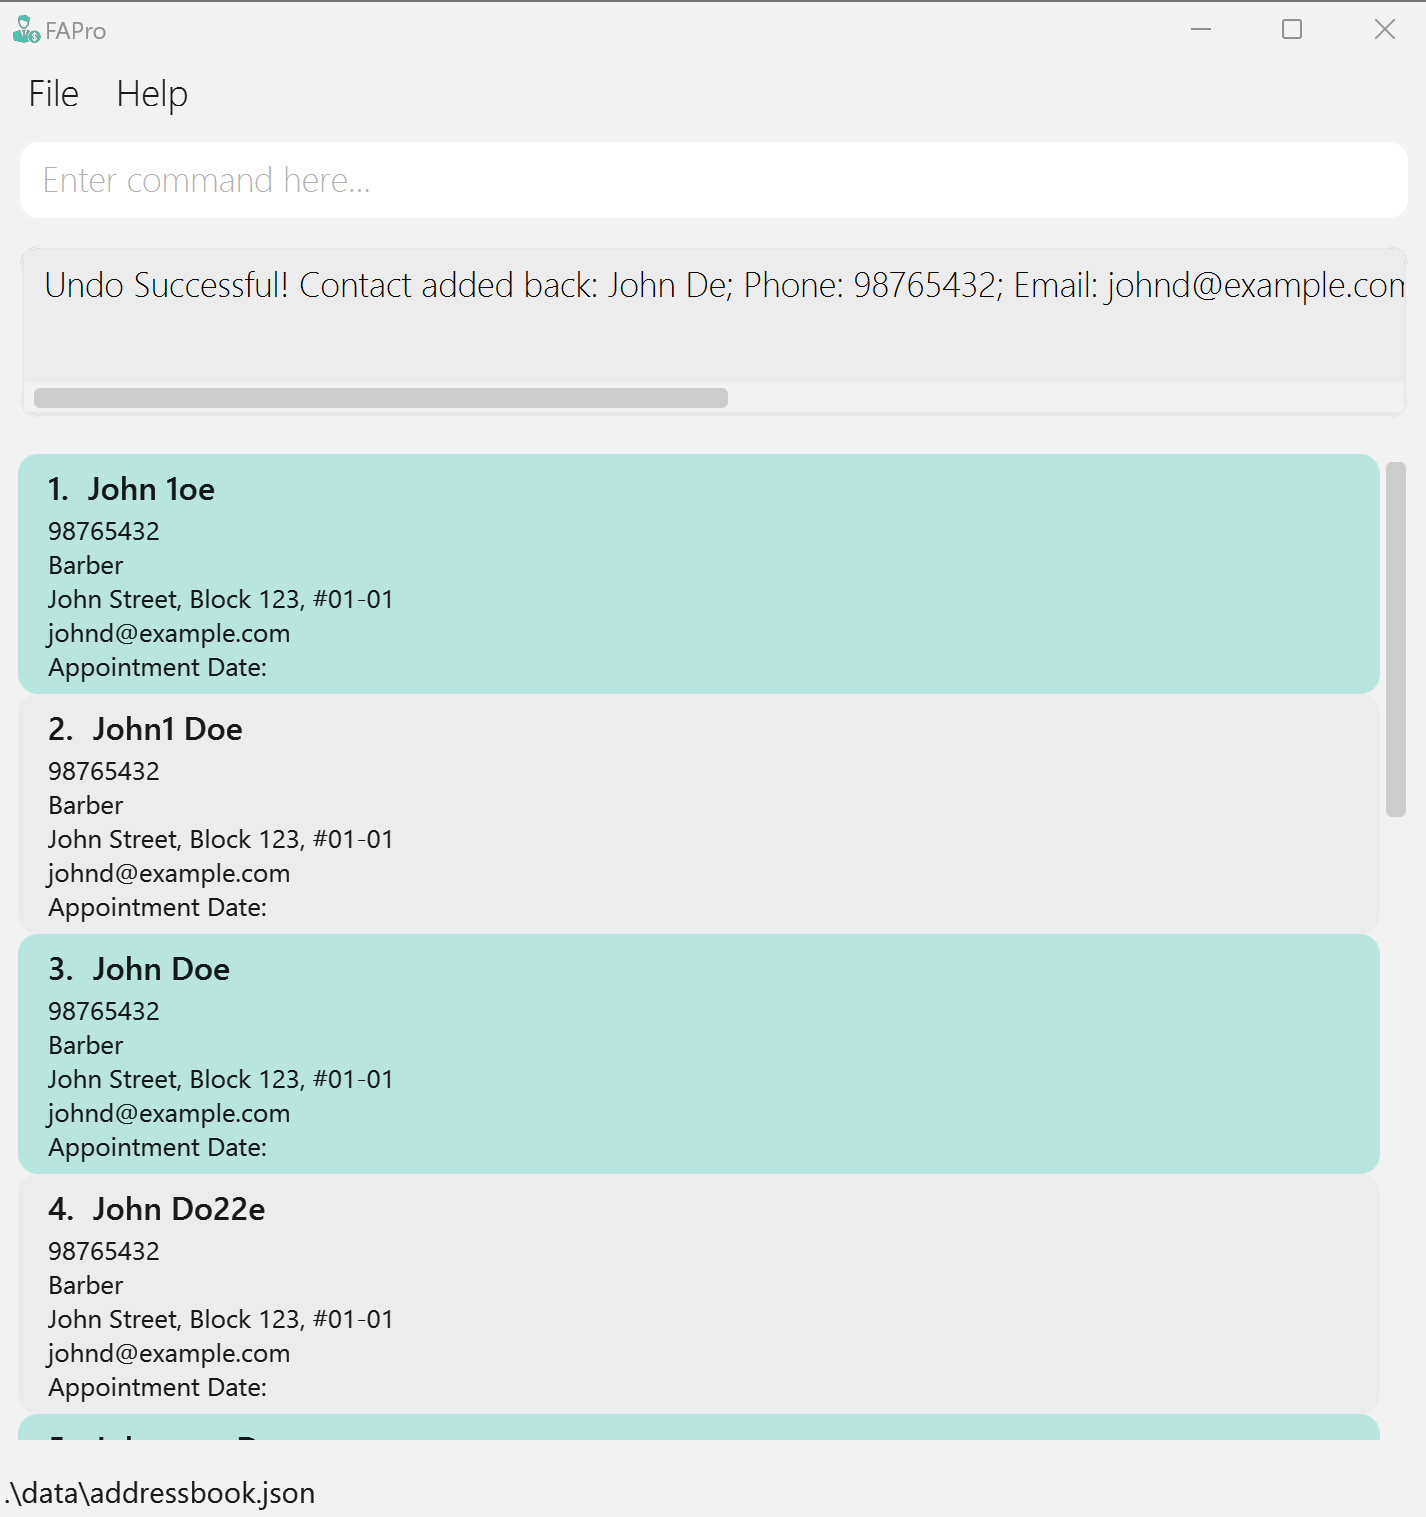 FAPro
File Help
Enter command here...
Undo Successful! Contact added back: John De; Phone: 98765432; Email: johnd@example.com
1. John 1oe
98765432
Barber
John Street, Block 123, #01-01
johnd@example.com
Appointment Date:
2. John1 Doe
98765432
Barber
John Street, Block 123, #01-01
johnd@example.com
Appointment Date:
3. John Doe
98765432
Barber
John Street, Block 123, #01-01
johnd@example.com
Appointment Date:
4. John Do22e
98765432
Barber
John Street, Block 123, #01-01
johnd@example.com
Appointment Date:
.\data\addressbook.json